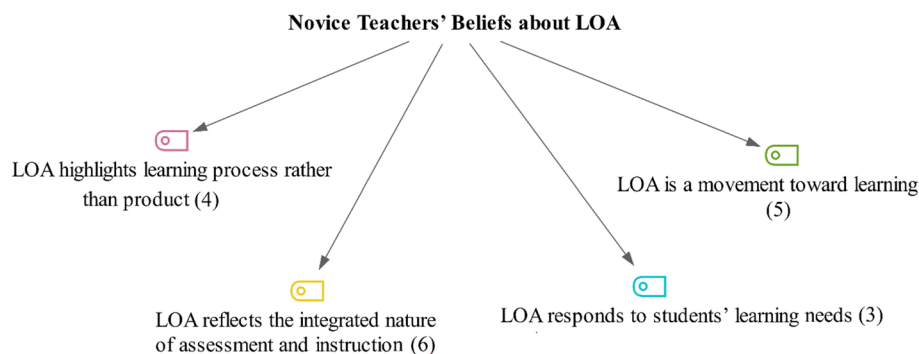 Novice Teachers’ Beliefs about LOA
LOA highlights learning process rather
than product (4)
LOA is a movement toward learning
(5)
LOA reflects the integrated nature
of assessment and instruction (6)
LOA responds to students’ learning needs (3)